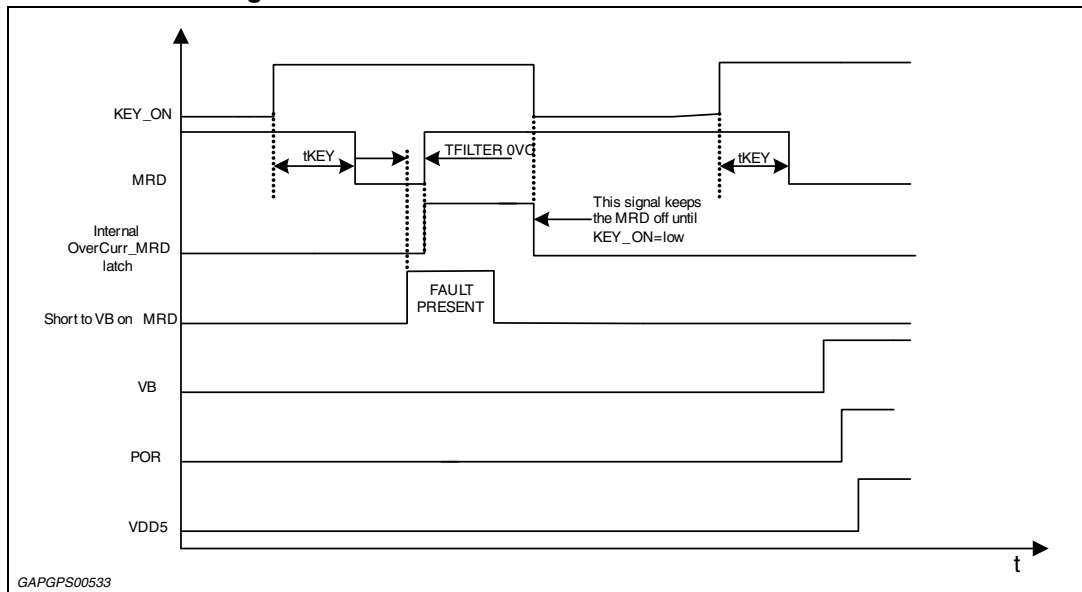 KEY_ON
tKEY
TFILTER 0VC
tKEY
MRD
This signal keeps
the MRD off until
KEY_ON=low
Internal
OverCurr_MRD
latch
FAULT
PRESENT
Short to VB on MRD
VB
POR
VDD5
t
GAPGPS00533